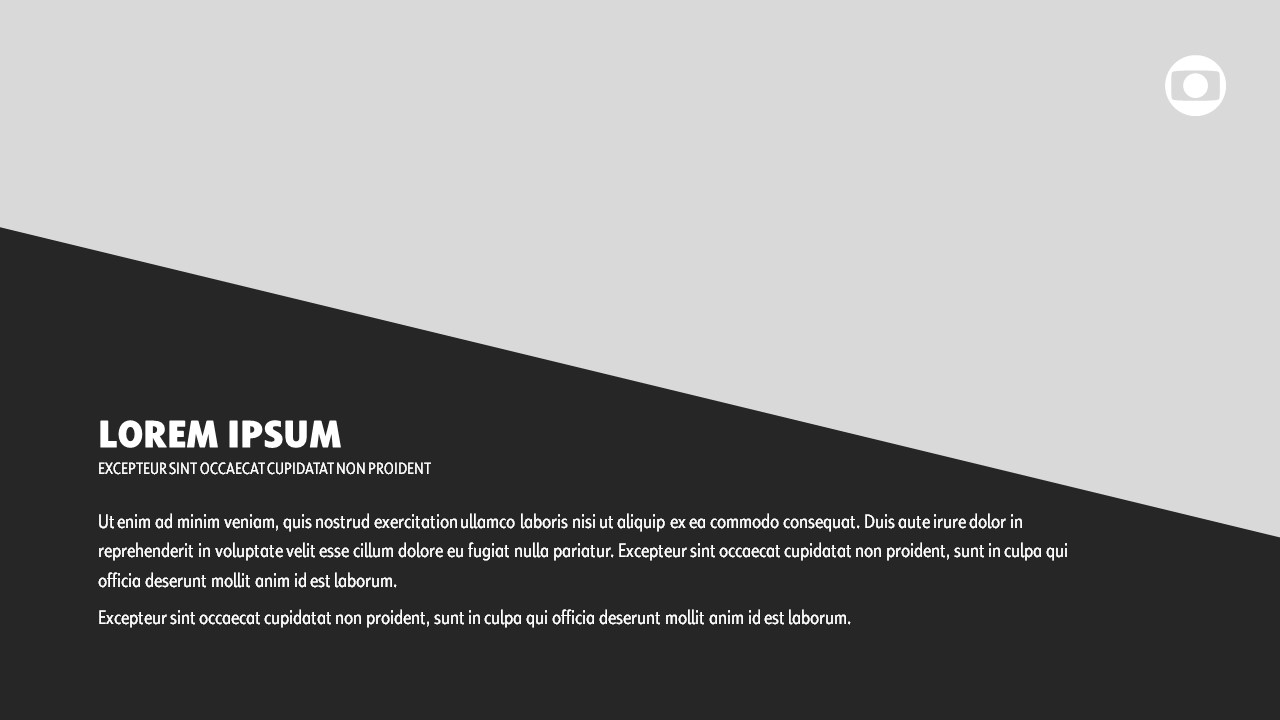 LOREM IPSUM
EXCEPTEUR SINT OCCAECAT CUPIDATAT NON PROIDENT
Ut enim ad minim veniam, quis nostrud exercitation ullamco laboris nisi ut aliquip ex ea commodo consequat. Duis aute irure dolor in
reprehenderit in voluptate velit esse cillum dolore eu fugiat nulla pariatur. Excepteur sint occaecat cupidatat non proident, sunt in culpa qui
officia deserunt mollit anim id est laborum.
Excepteur sint occaecat cupidatat non proident, sunt in culpa qui officia deserunt mollit anim id est laborum.